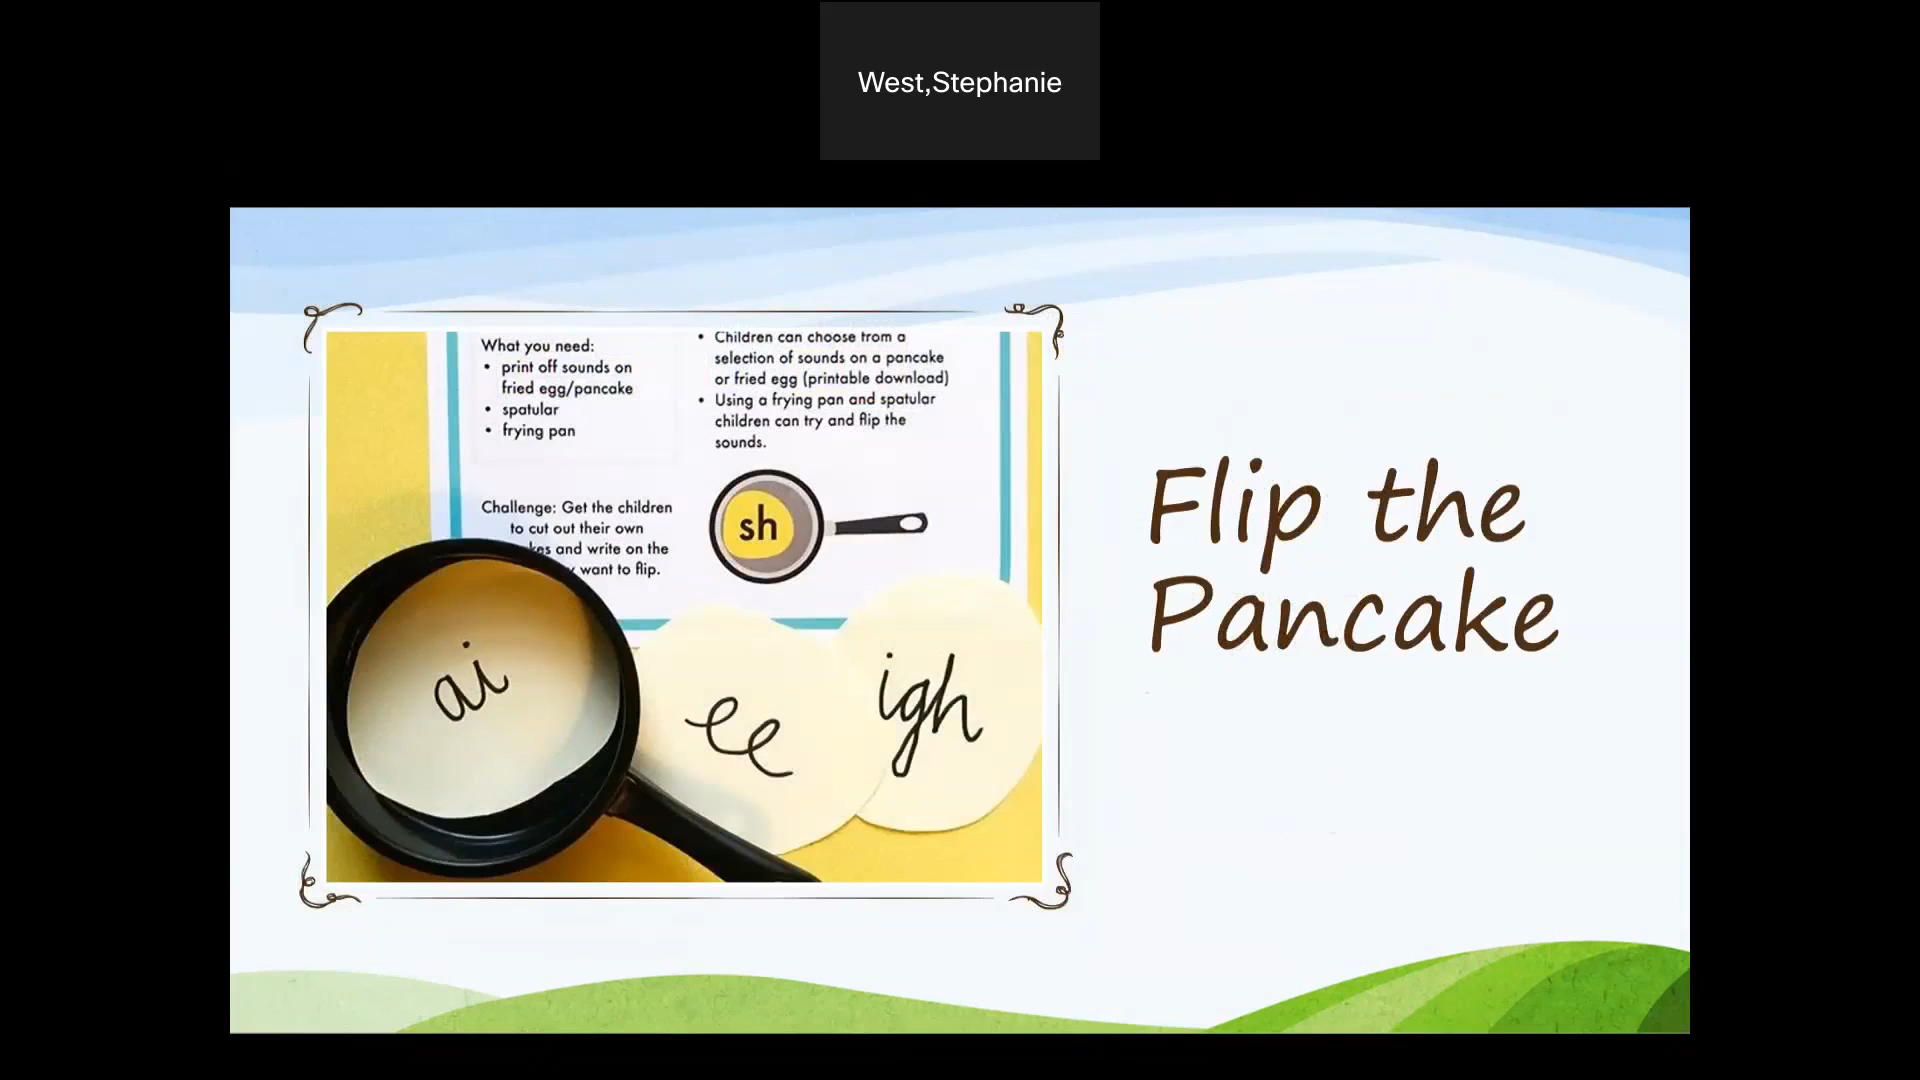 West,Stephanie
What you need:
• print off sounds on
fried egg/pancake
• spatular
• frying pan
Challenge: Get the children
to cut out their own
and write on the
want to flip.
• Children can choose from a
selection of sounds on a pancake
or fried egg (printable download)
• Using a frying pan and spatular
children can try and flip the
sounds.
sh
ai
ee
igh
Flip the
Pancake